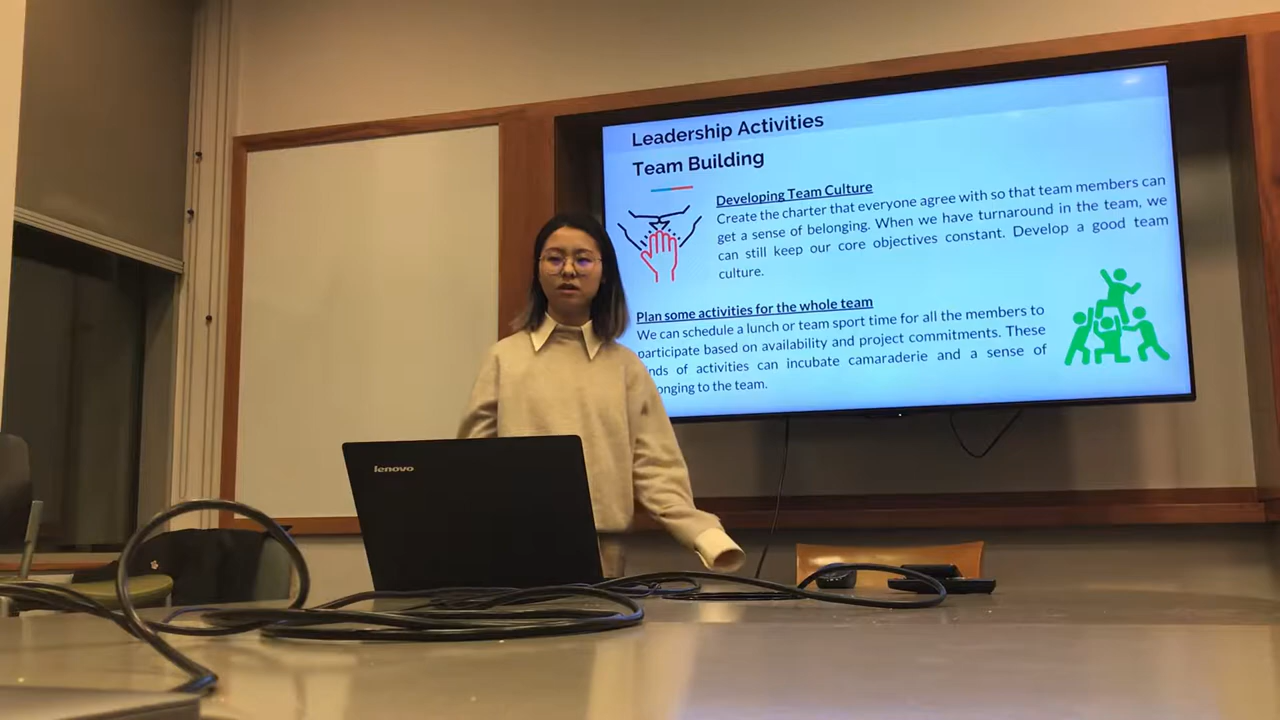 Leadership Activities
Team Building
Developing Team Culture
Create the charter that everyone agree with so that team members can
get a sense of belonging. When we have turnaround in the team, we
can still keep our core objectives constant. Develop a good team
culture.
Plan some activities for the whole team
We can schedule a lunch or team sport time for all the members to
participate based on availability and project commitments. These
inds of activities can incubate camaraderie and a sense of
onging to the team.
lenovo